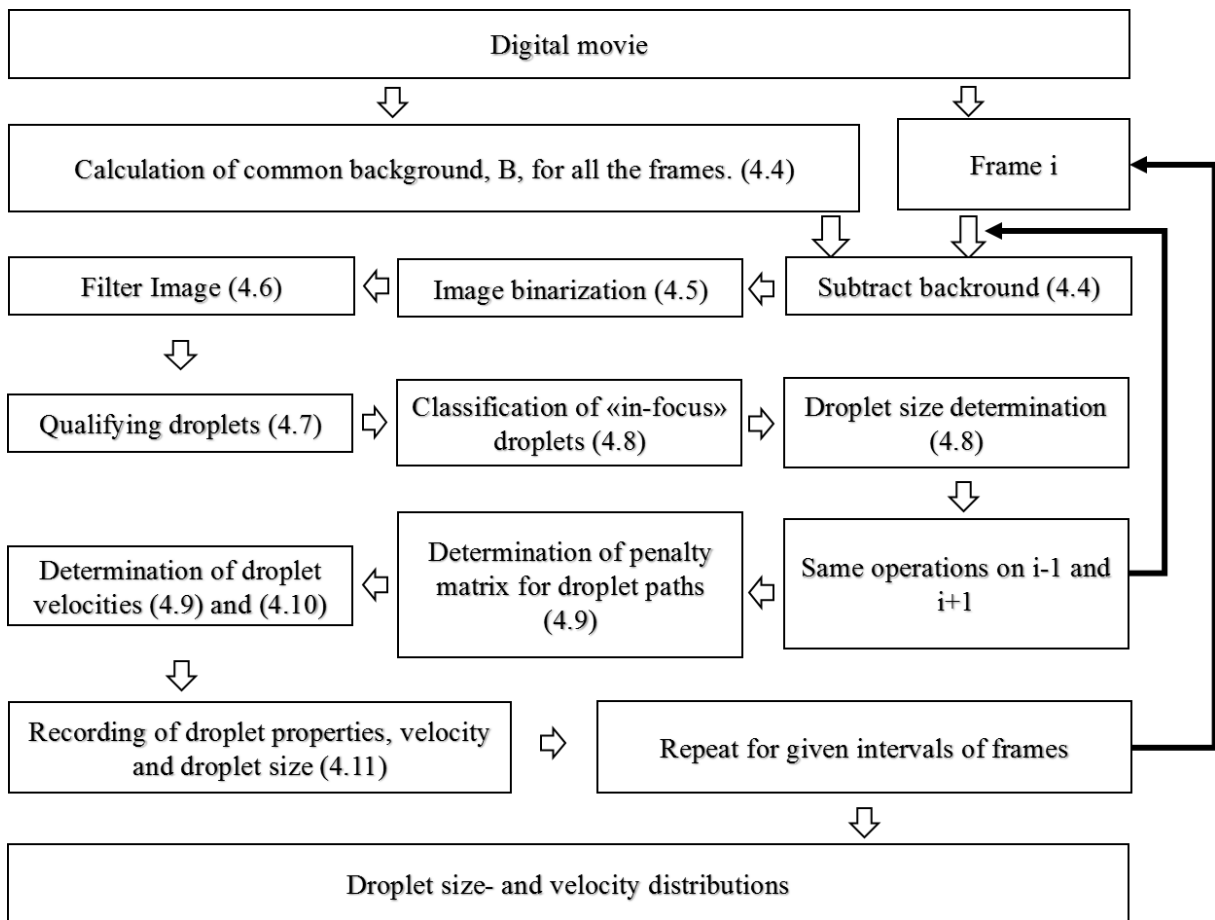 Digital movie
Calculation of common background, B, for all the frames. (4.4)
Frame i
Filter Image (4.6)
Image binarization (4.5)
Subtract backround (4.4)
Qualifying droplets (4.7)
Classification of «in-focus»
droplets (4.8)
Droplet size determination
(4.8)
Determination of droplet
velocities (4.9) and (4.10)
Determination of penalty
matrix for droplet paths
(4.9)
Same operations on i-1 and
i+1
Recording of droplet properties, velocity
and droplet size (4.11)
Repeat for given intervals of frames
Droplet size- and velocity distributions